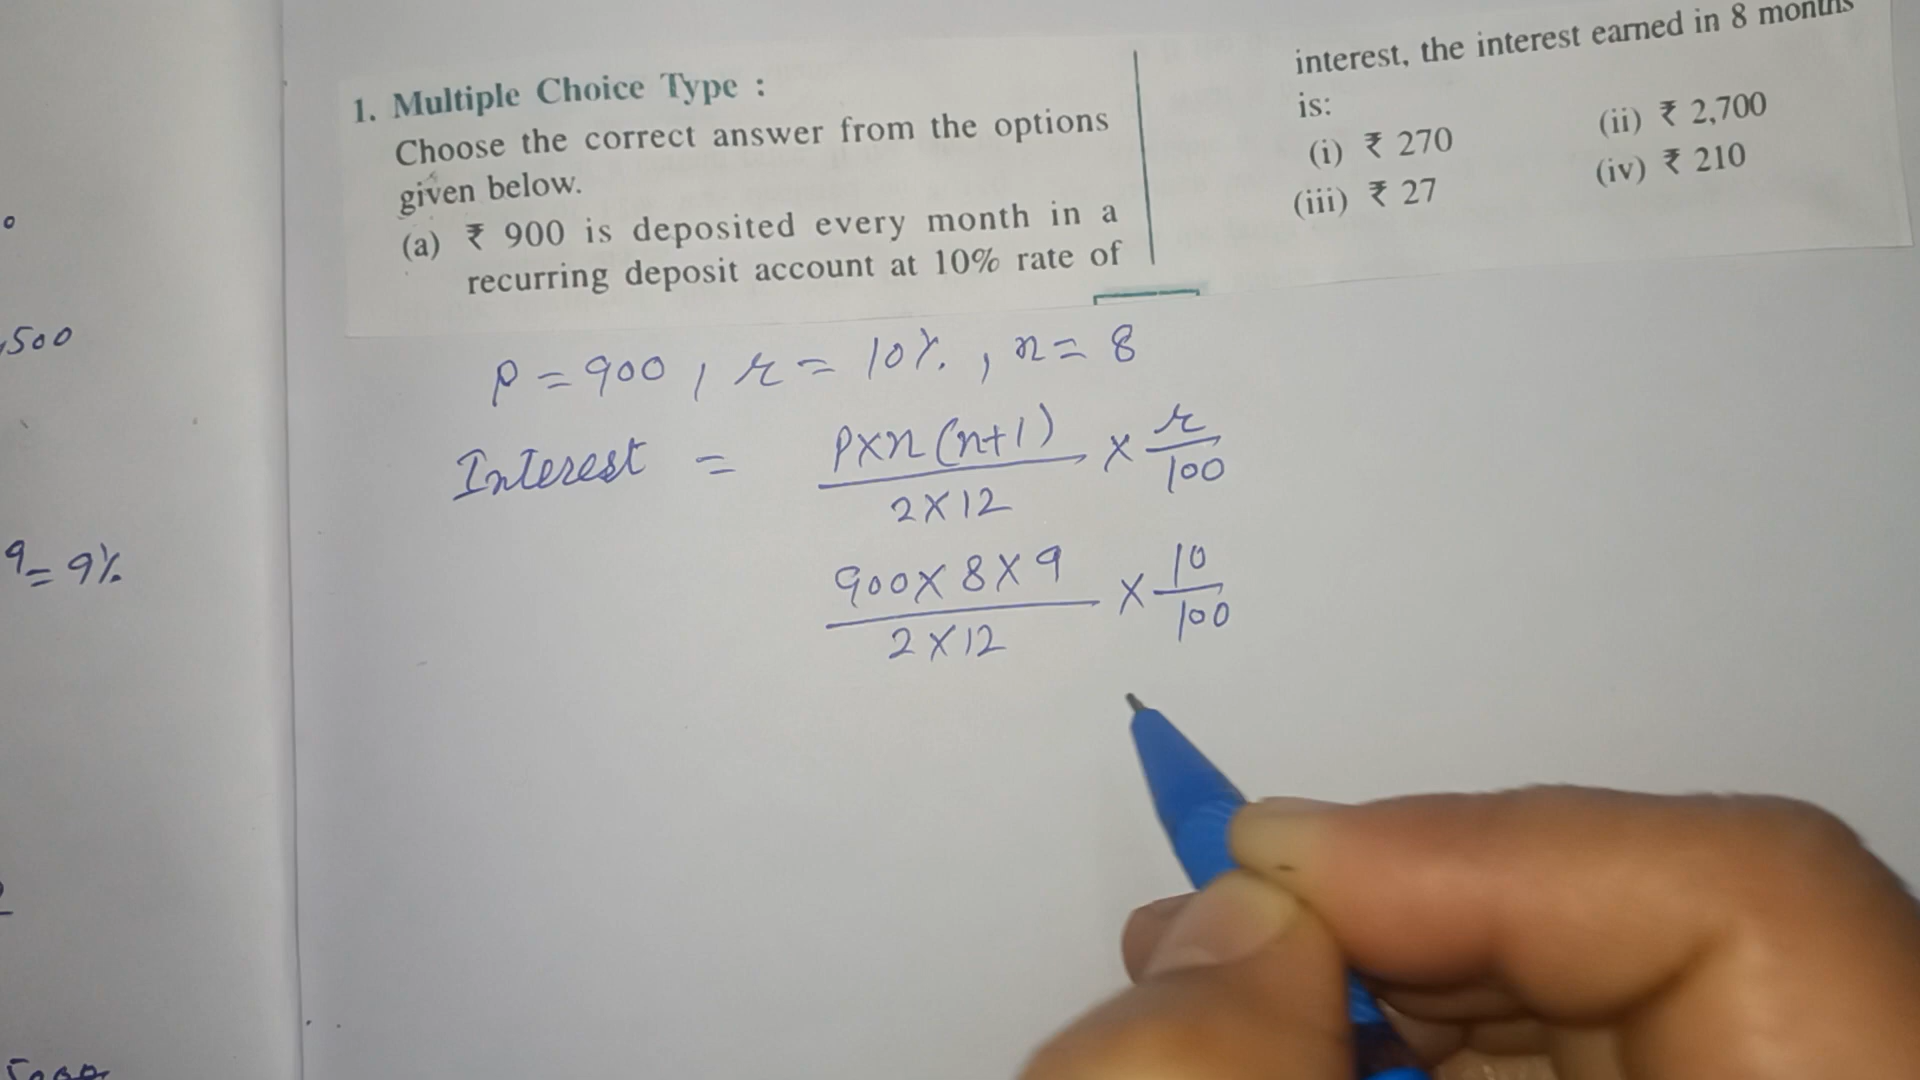 1. Multiple Choice Type :
Choose the correct answer from the options
given below.
(a) ₹ 900 is deposited every month in a
recurring deposit account at 10% rate of
interest, the interest earned in 8 months
is:
(i) ₹ 270 (ii) ₹ 2,700
(iii) ₹ 27 (iv) ₹ 210
P = 900 , r = 10% , n = 8
Interest = P×n(n+1) × r
2×12 100
900×8×9 × 10
2×12 100
500
9 = 9%